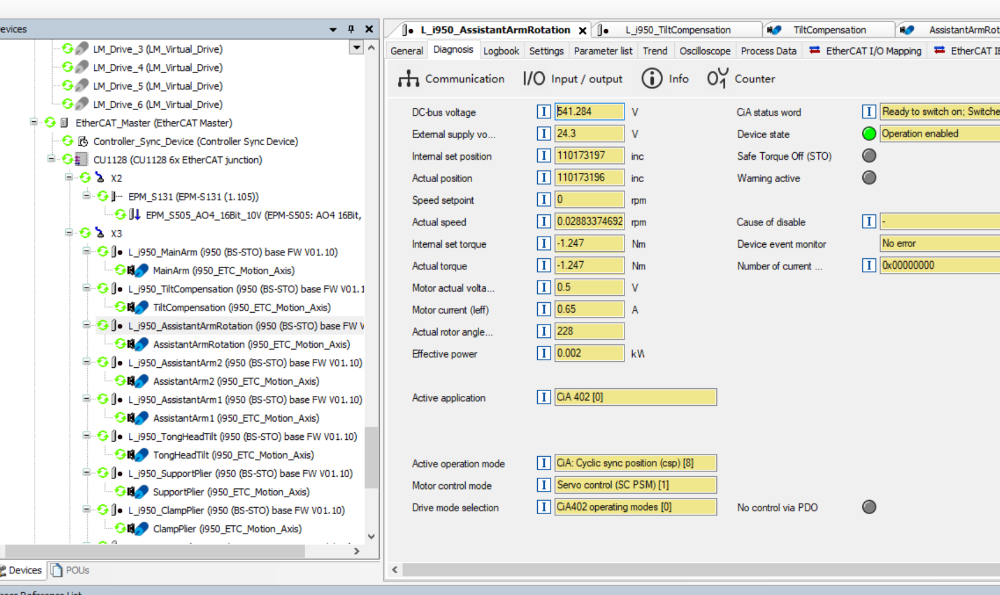 evices
LM_Drive_3 (LM_Virtual_Drive)
LM_Drive_4 (LM_Virtual_Drive)
LM_Drive_5 (LM_Virtual_Drive)
LM_Drive_6 (LM_Virtual_Drive)
EtherCAT_Master (EtherCAT Master)
Controller_Sync_Device (Controller Sync Device)
CU1128 (CU1128 6x EtherCAT junction)
X2
EPM_S131 (EPM-S131 (1.105))
EPM_S505_AO4_16Bit_10V (EPM-S505: AO4 16Bit,
X3
L_i950_MainArm (i950 (BS-STO) base FW V01.10)
MainArm (i950_ETC_Motion_Axis)
L_i950_TiltCompensation (i950 (BS-STO) base FW V01.1
TiltCompensation (i950_ETC_Motion_Axis)
L_i950_AssistantArmRotation (i950 (BS-STO) base FW V
AssistantArmRotation (i950_ETC_Motion_Axis)
L_i950_AssistantArm2 (i950 (BS-STO) base FW V01.10)
AssistantArm2 (i950_ETC_Motion_Axis)
L_i950_AssistantArm1 (i950 (BS-STO) base FW V01.10)
AssistantArm1 (i950_ETC_Motion_Axis)
L_i950_TongHeadTilt (i950 (BS-STO) base FW V01.10)
TongHeadTilt (i950_ETC_Motion_Axis)
L_i950_SupportPlier (i950 (BS-STO) base FW V01.10)
SupportPlier (i950_ETC_Motion_Axis)
L_i950_ClampPlier (i950 (BS-STO) base FW V01.10)
ClampPlier (i950_ETC_Motion_Axis)
Devices POUs
L_i950_AssistantArmRotation L_i950_TiltCompensation TiltCompensation AssistantArmRot
General Diagnosis Logbook Settings Parameter list Trend Oscilloscope Process Data EtherCAT I/O Mapping EtherCAT IE
Communication I/O Input / output Info Counter
DC-bus voltage I 541.284 V CiA status word I Ready to switch on; Switche
External supply vo... I 24.3 V Device state Operation enabled
Internal set position I 110173197 inc Safe Torque Off (STO)
Actual position I 110173196 inc Warning active
Speed setpoint I 0 rpm
Actual speed I 0.02883374692 rpm Cause of disable I -
Internal set torque I -1.247 Nm Device event monitor No error
Actual torque I -1.247 Nm Number of current ... I 0x00000000
Motor actual volta... I 0.5 V
Motor current (Ieff) I 0.65 A
Actual rotor angle... I 228
Effective power I 0.002 kW
Active application I CiA 402 [0]
Active operation mode I CiA: Cyclic sync position (csp) [8]
Motor control mode I Servo control (SC PSM) [1]
Drive mode selection I CiA402 operating modes [0] No control via PDO